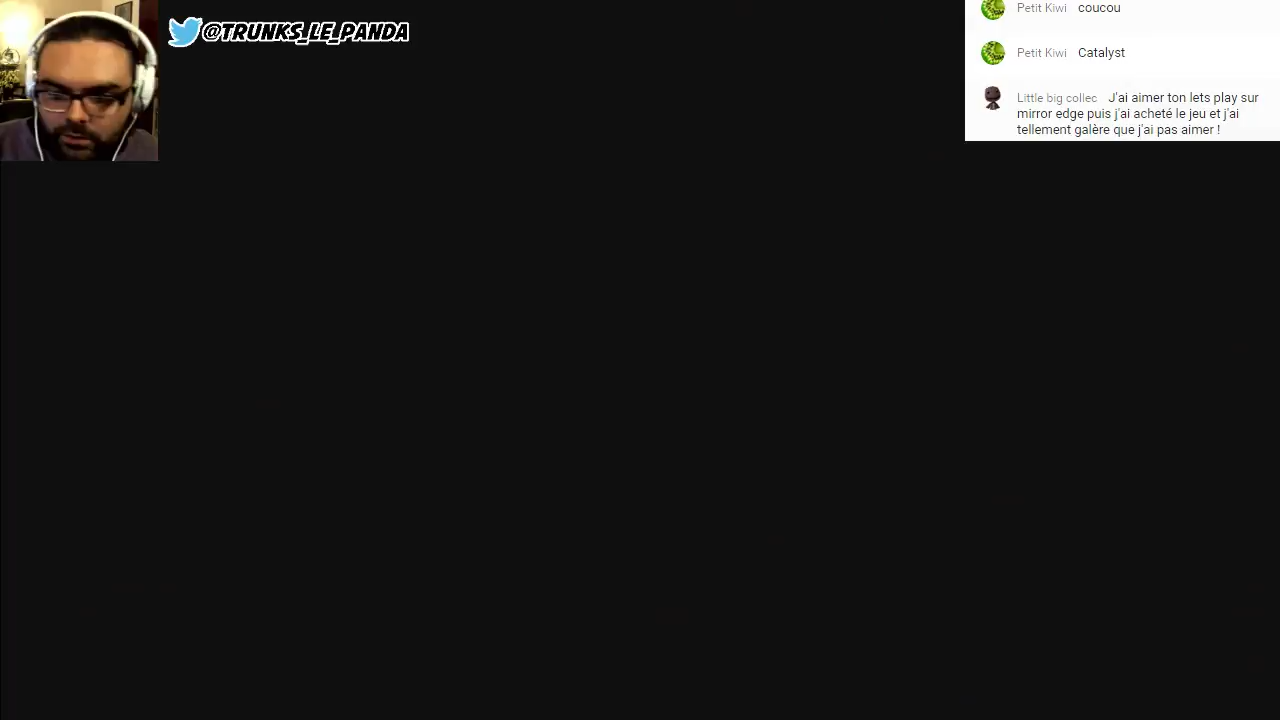 @TRUNKS_LE_PANDA
Petit Kiwi coucou
Petit Kiwi Catalyst
Little big collec J'ai aimer ton lets play sur
mirror edge puis j'ai acheté le jeu et j'ai
tellement galère que j'ai pas aimer !